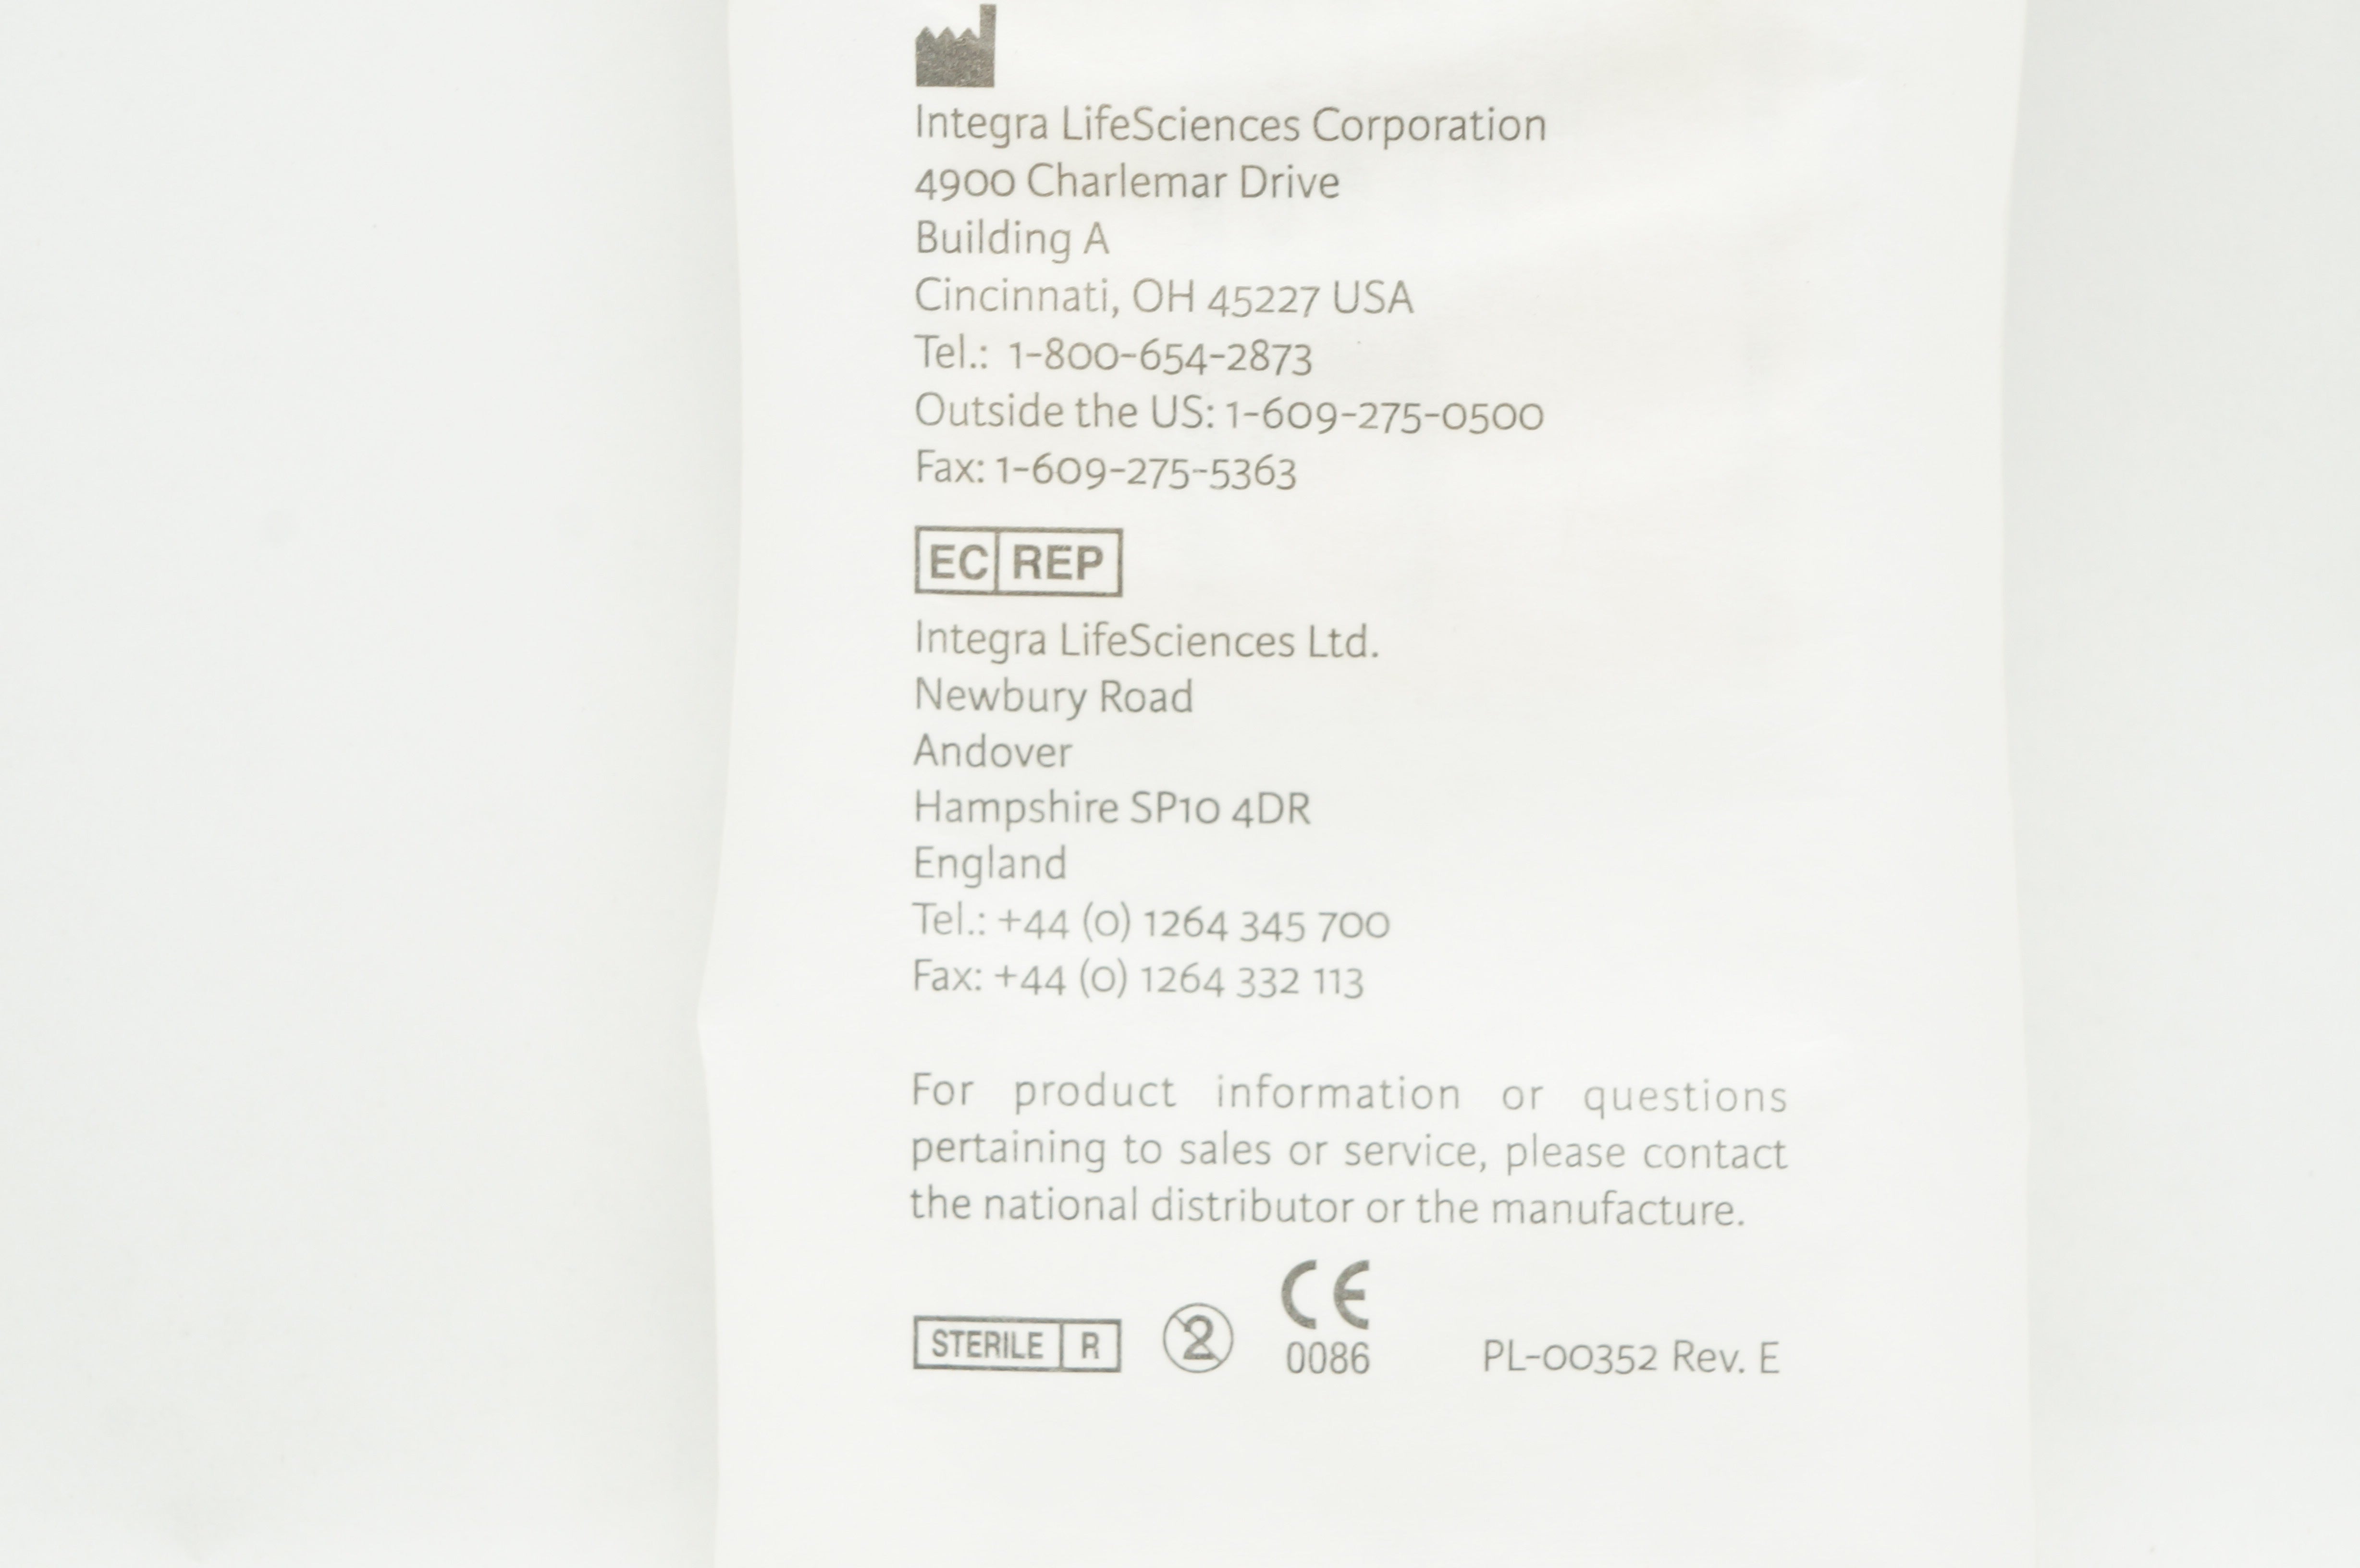 Integra LifeSciences Corporation
4900 Charlemar Drive
Building A
Cincinnati, OH 45227 USA
Tel.: 1-800-654-2873
Outside the US: 1-609-275-0500
Fax: 1-609-275-5363
EC REP
Integra LifeSciences Ltd.
Newbury Road
Andover
Hampshire SP10 4DR
England
Tel.: +44 (0) 1264 345 700
Fax: +44 (0) 1264 332 113
For product information or questions
pertaining to sales or service, please contact
the national distributor or the manufacture.
STERILE R 2 CE 0086 PL-00352 Rev. E